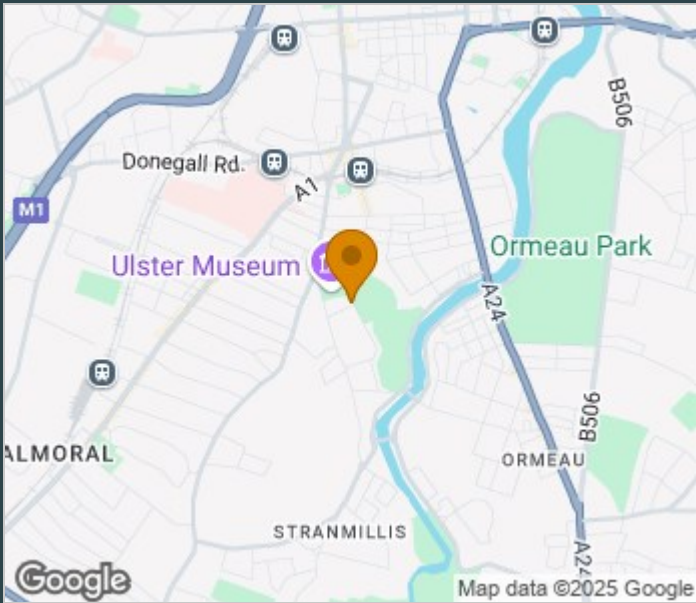 B506
Donegall Rd.
A1
M1
Ulster Museum
Ormeau Park
A24
B506
ALMORAL
ORMEAU
STRANMILLIS
A24
Google
Map data ©2025 Google